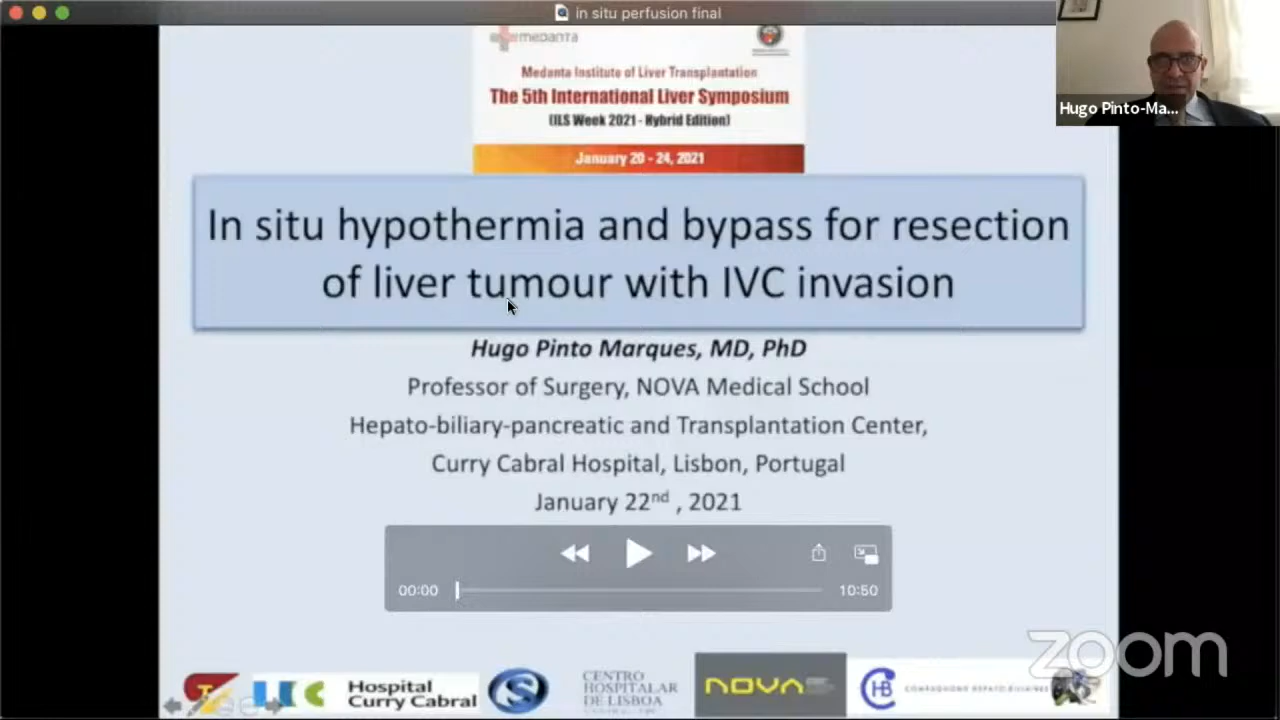 in situ perfusion final
medanta
Medanta Institute of Liver Transplantation
The 5th International Liver Symposium
(ILS Week 2021 - Hybrid Edition)
January 20 - 24, 2021
Hugo Pinto-Ma...
In situ hypothermia and bypass for resection
of liver tumour with IVC invasion
Hugo Pinto Marques, MD, PhD
Professor of Surgery, NOVA Medical School
Hepato-biliary-pancreatic and Transplantation Center,
Curry Cabral Hospital, Lisbon, Portugal
January 22nd , 2021
00:00
10:50
zoom
Hospital
Curry Cabral
S
CENTRO
HOSPITALAR
DE LISBOA
NOVA
CHB